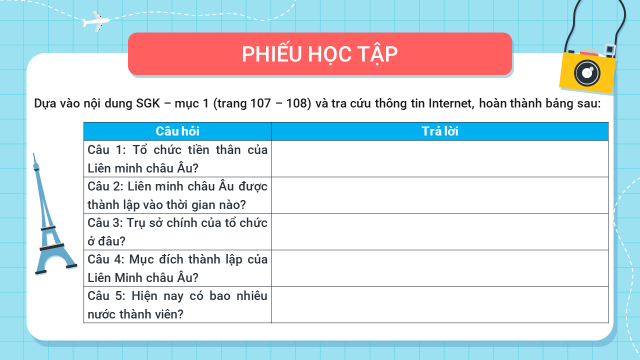 PHIẾU HỌC TẬP
Dựa vào nội dung SGK – mục 1 (trang 107 – 108) và tra cứu thông tin Internet, hoàn thành bảng sau:
Câu hỏi
Trả lời
Câu 1: Tổ chức tiền thân của
Liên minh châu Âu?
Câu 2: Liên minh châu Âu được
thành lập vào thời gian nào?
Câu 3: Trụ sở chính của tổ chức
ở đâu?
Câu 4: Mục đích thành lập của
Liên Minh châu Âu?
Câu 5: Hiện nay có bao nhiêu
nước thành viên?